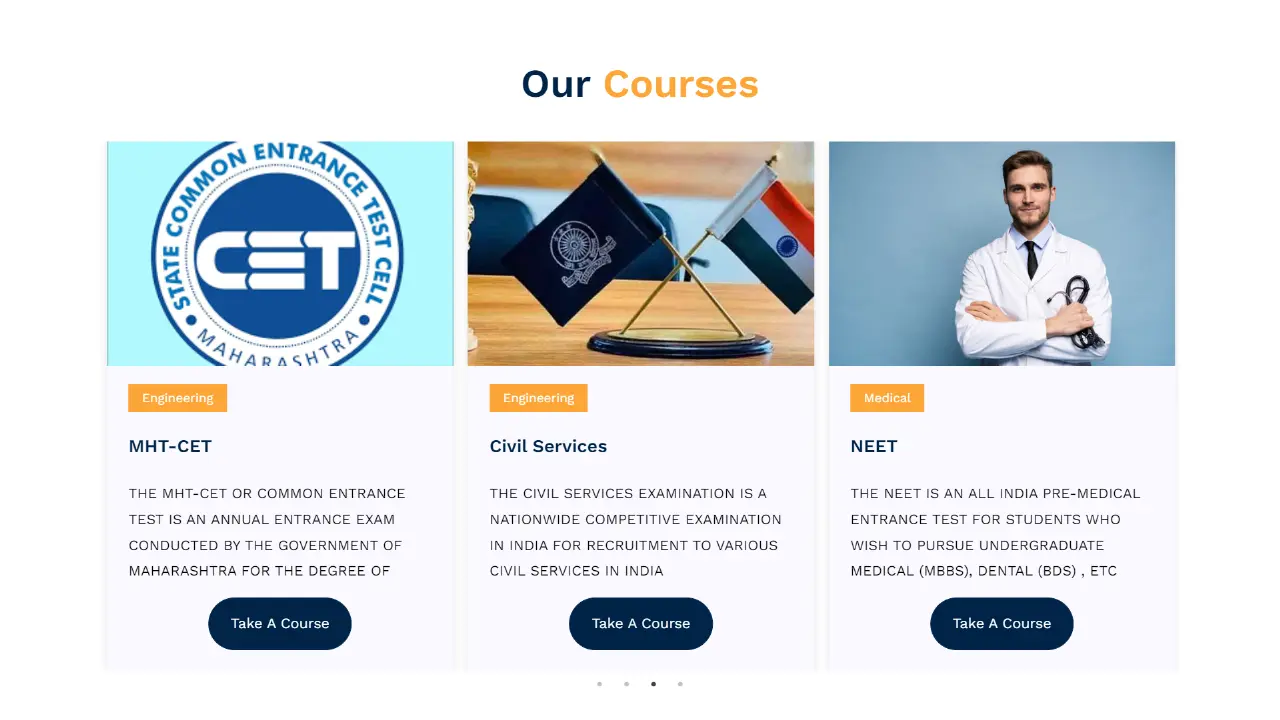 Our Courses
STATE COMMON ENTRANCE TEST CELL
CET
MAHARASHTRA
Engineering
MHT-CET
THE MHT-CET OR COMMON ENTRANCE
TEST IS AN ANNUAL ENTRANCE EXAM
CONDUCTED BY THE GOVERNMENT OF
MAHARASHTRA FOR THE DEGREE OF
Take A Course
Engineering
Civil Services
THE CIVIL SERVICES EXAMINATION IS A
NATIONWIDE COMPETITIVE EXAMINATION
IN INDIA FOR RECRUITMENT TO VARIOUS
CIVIL SERVICES IN INDIA
Take A Course
Medical
NEET
THE NEET IS AN ALL INDIA PRE-MEDICAL
ENTRANCE TEST FOR STUDENTS WHO
WISH TO PURSUE UNDERGRADUATE
MEDICAL (MBBS), DENTAL (BDS) , ETC
Take A Course